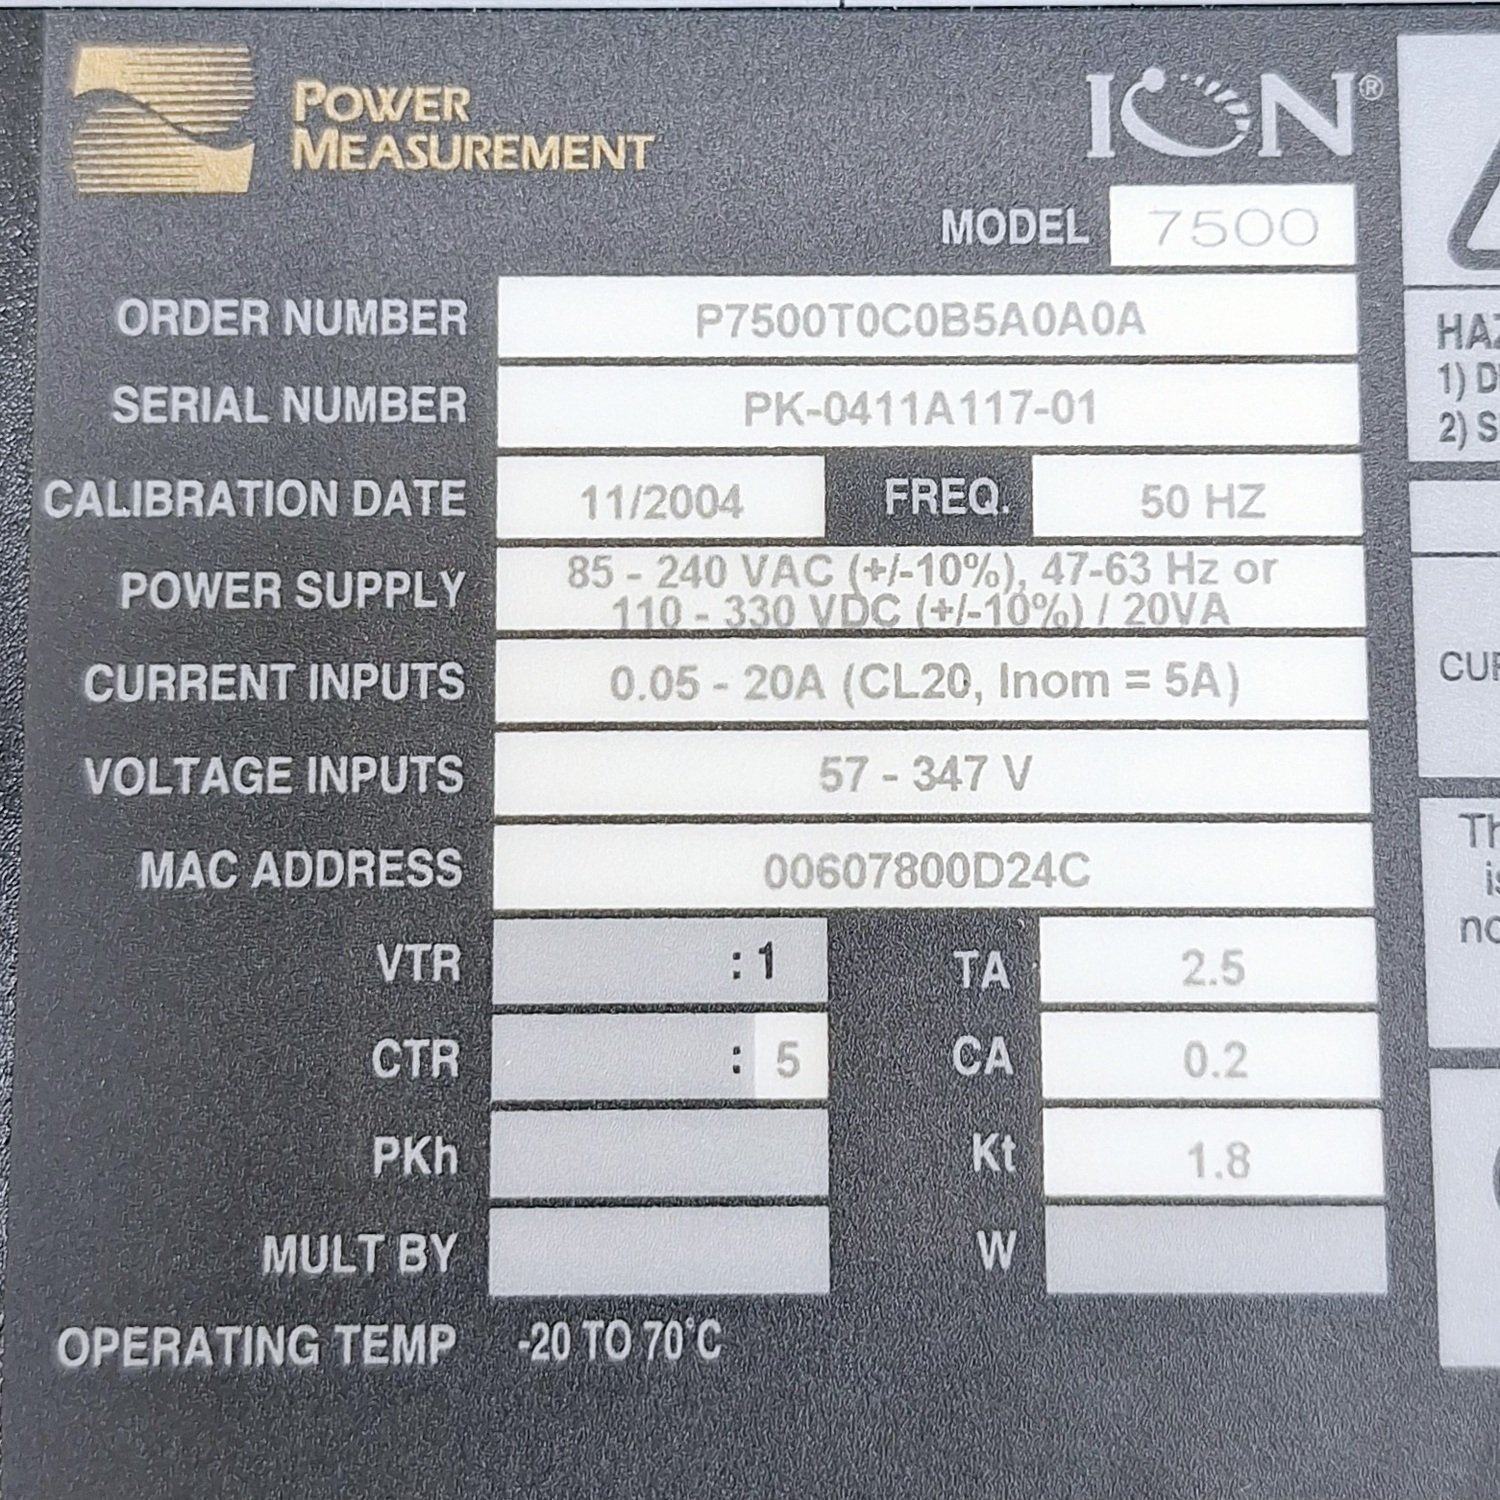 POWER
MEASUREMENT
ION®
MODEL 7500
ORDER NUMBER P7500T0C0B5A0A0A
SERIAL NUMBER PK-0411A117-01
CALIBRATION DATE 11/2004 FREQ. 50 HZ
POWER SUPPLY 85 - 240 VAC (+/-10%), 47-63 Hz or
110 - 330 VDC (+/-10%) / 20VA
CURRENT INPUTS 0.05 - 20A (CL20, Inom = 5A)
VOLTAGE INPUTS 57 - 347 V
MAC ADDRESS 00607800D24C
VTR :1 TA 2.5
CTR : 5 CA 0.2
PKh Kt 1.8
MULT BY W
OPERATING TEMP -20 TO 70°C
1)
2)